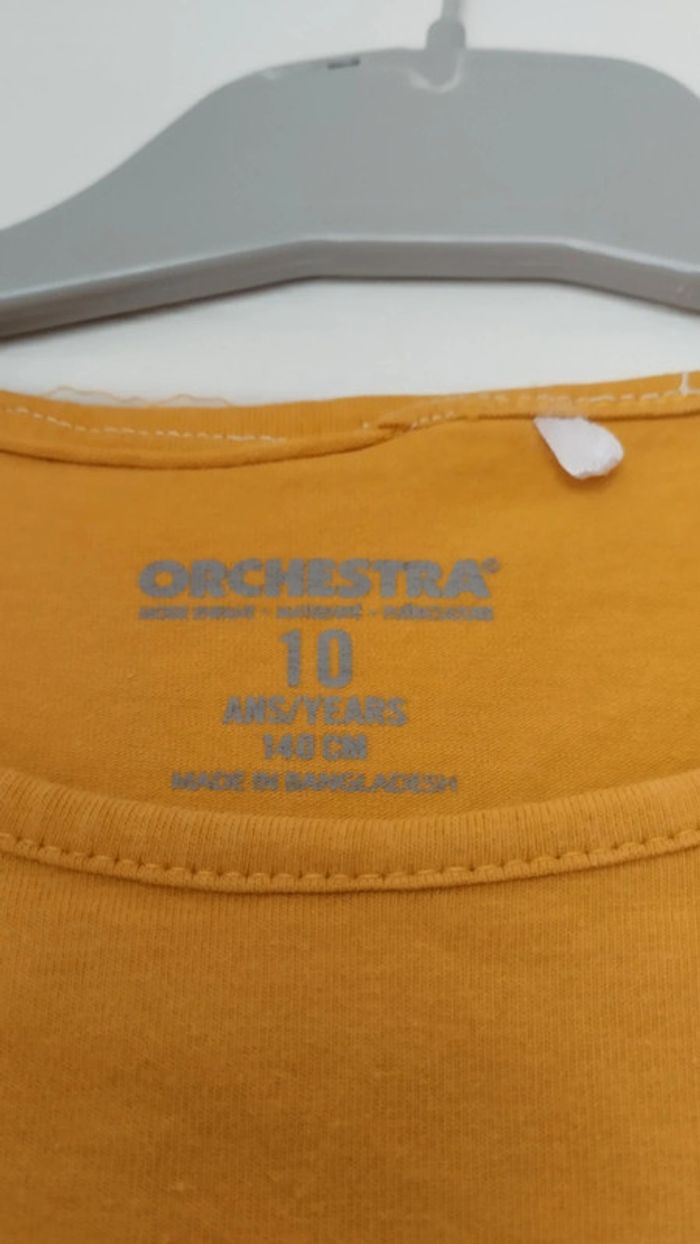 ORCHESTRA®
10
ANS/YEARS
140 CM
MADE IN BANGLADESH